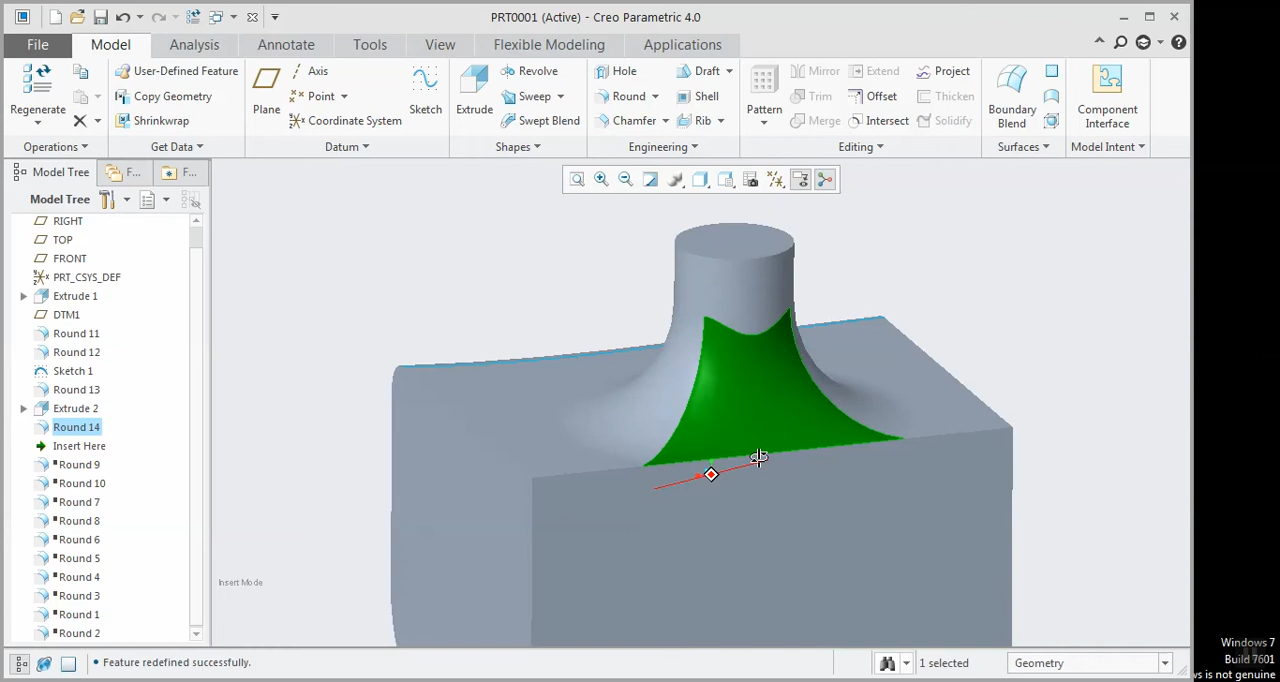 PRT0001 (Active) - Creo Parametric 4.0
File Model Analysis Annotate Tools View Flexible Modeling Applications
Regenerate
User-Defined Feature
Copy Geometry
Shrinkwrap
Plane
Axis
Point
Coordinate System
Sketch
Extrude
Revolve
Sweep
Swept Blend
Hole
Round
Chamfer
Draft
Shell
Rib
Pattern
Mirror
Trim
Merge
Extend
Offset
Intersect
Project
Thicken
Solidify
Boundary
Blend
Component
Interface
Operations Get Data Datum Shapes Engineering Editing Surfaces Model Intent
Model Tree F... F...
Model Tree
RIGHT
TOP
FRONT
PRT_CSYS_DEF
Extrude 1
DTM1
Round 11
Round 12
Sketch 1
Round 13
Extrude 2
Round 14
Insert Here
Round 9
Round 10
Round 7
Round 8
Round 6
Round 5
Round 4
Round 3
Round 1
Round 2
Insert Mode
• Feature redefined successfully.
1 selected
Geometry
Windows 7
Build 7601
ws is not genuine